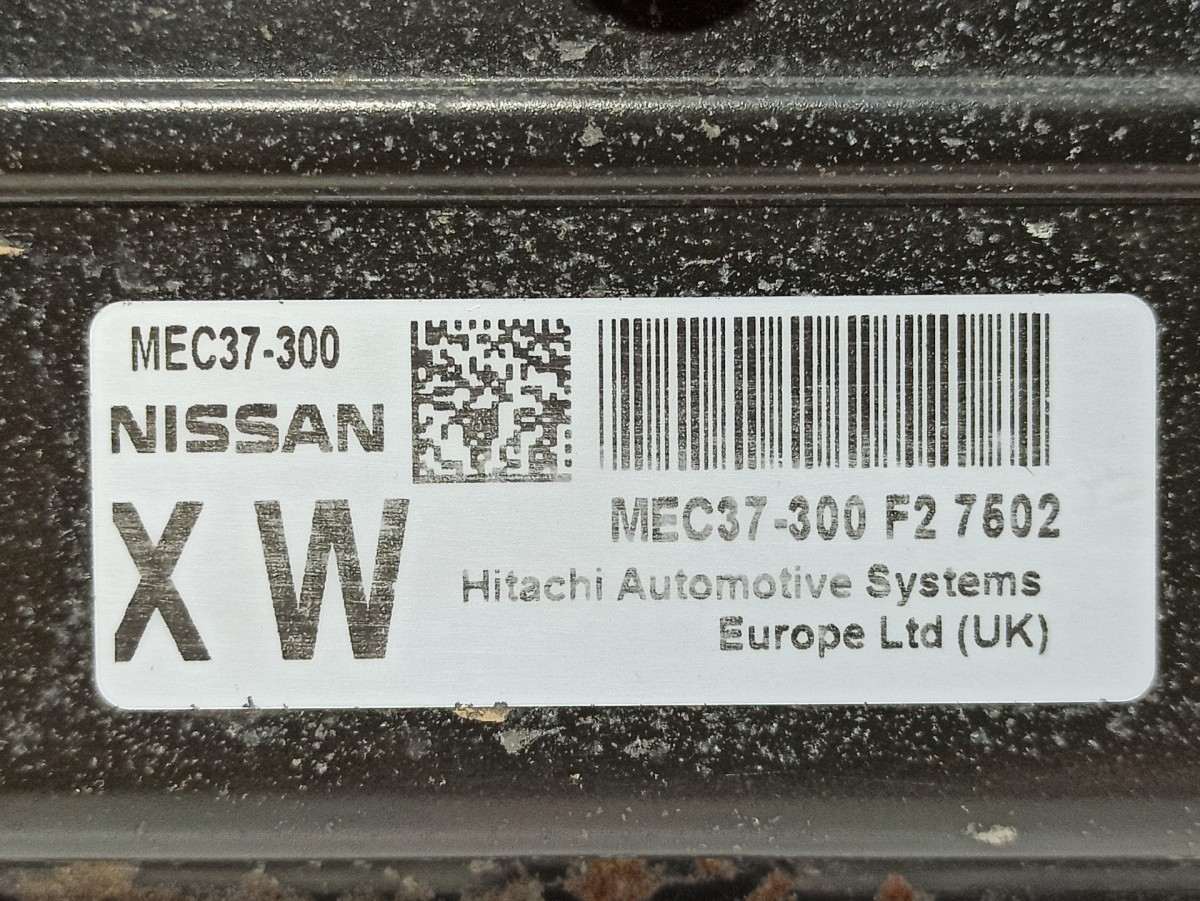 MEC37-300
NISSAN
X W
MEC37-300 F2 7502
Hitachi Automotive Systems
Europe Ltd (UK)